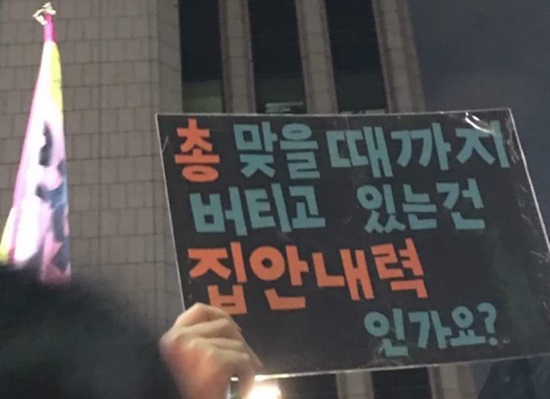 총 맞을 때까지
버티고 있는건
집안내력
인가요?